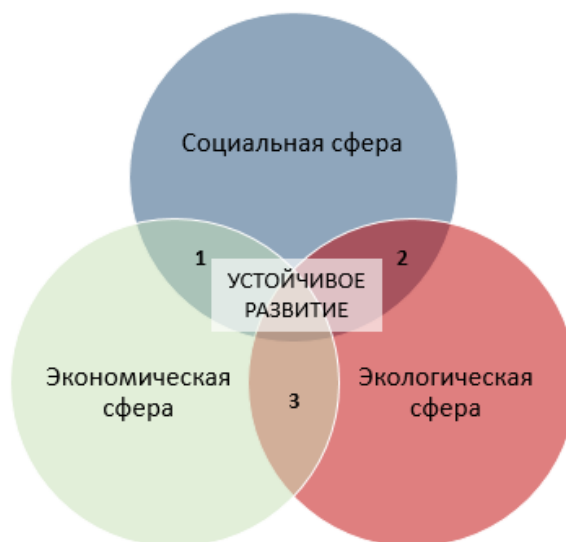 Социальная сфера
1
2
УСТОЙЧИВОЕ
РАЗВИТИЕ
Экономическая
сфера
Экологическая
сфера
3